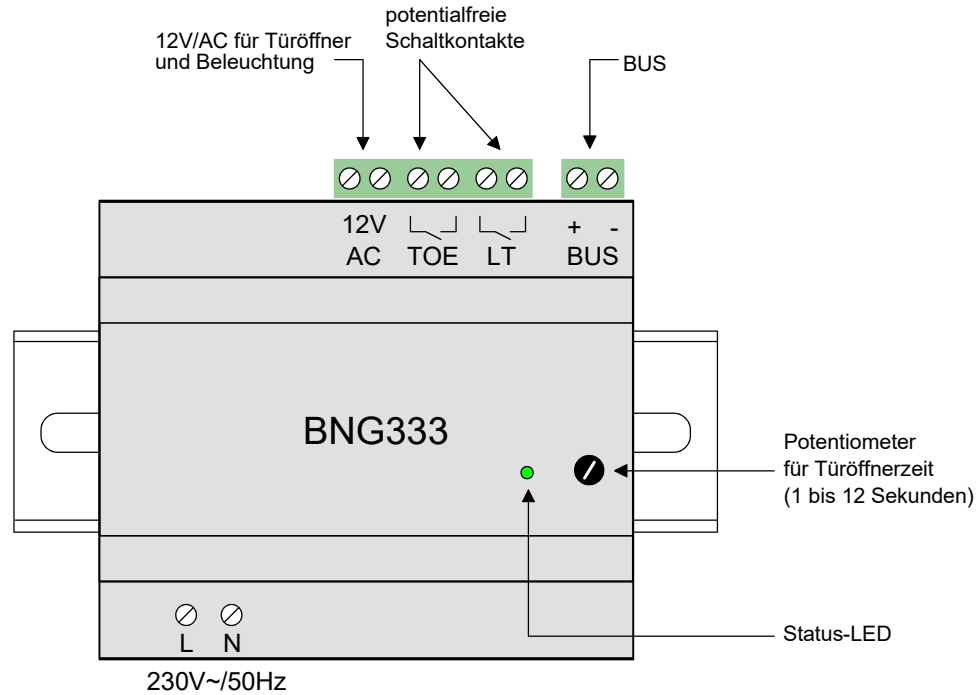 potentialfreie
Schaltkontakte
12V/AC für Türöffner
und Beleuchtung
BUS
12V
AC
TOE
LT
+ -
BUS
BNG333
Potentiometer
für Türöffnerzeit
(1 bis 12 Sekunden)
Status-LED
L N
230V~/50Hz